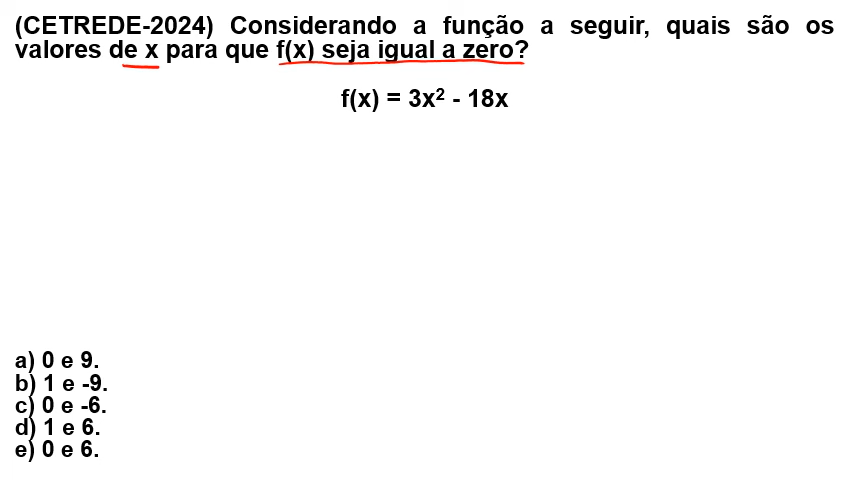 (CETREDE-2024) Considerando a função a seguir, quais são os
valores de x para que f(x) seja igual a zero?
f(x) = 3x² - 18x
a) 0 e 9.
b) 1 e -9.
c) 0 e -6.
d) 1 e 6.
e) 0 e 6.